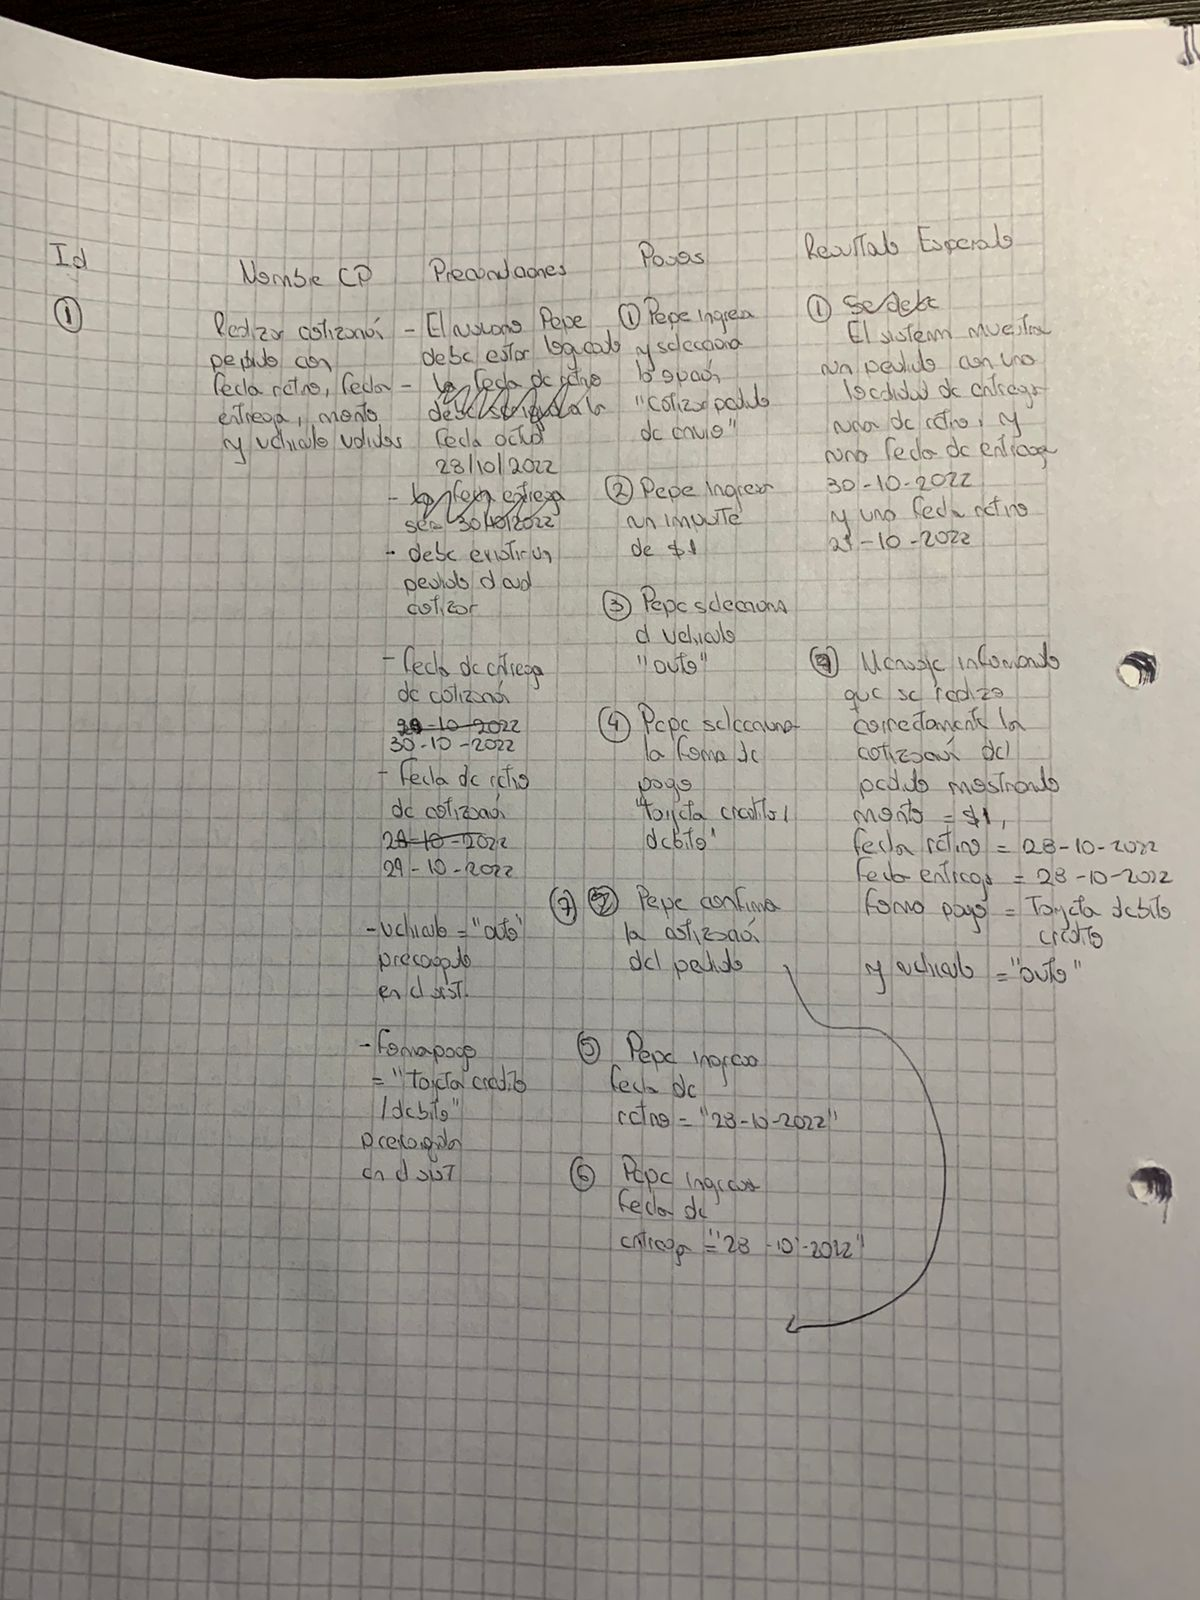 Id
Nombre CP
Precondiciones
Pasos
Resultado Esperado
①
Realizar cotización
pedido con
fecha retiro, fecha
entrega, monto
y vehiculo validos
- El usuario Pepe
debe estar logueado
- La fecha de retiro
debe ser igual a la
fecha actual
28/10/2022
- La fecha entrega
sea 30/10/2022
- debe existir un
pedido al cual
cotizar
- fecha de entrega
de cotizació
30-10-2022
- Fecha de retiro
de cotizació
28-10-2022
29-10-2022
- vehiculo = "auto"
precargado
en el sist.
- Forma pago
= "Tarjeta credito
/debito"
precargada
en el sist
① Pepe ingresa
y selecciona
la opción
"Cotizar pedido
de envio"
② Pepe ingresa
un importe
de $1
③ Pepe selecciona
el vehiculo
"auto"
④ Pepe selecciona
la forma de
pago
"tarjeta credito/
debito"
⑦ Pepe confirma
la cotización
del pedido
⑤ Pepe ingresa
fecha de
retiro = "28-10-2022"
⑥ Pepe ingresa
fecha de
entrega = "28-10-2022"
① Se debe
El sistema muestra
un pedido con una
localidad de entrega
una de retiro, y
una fecha de entrega
30-10-2022
y una fecha retiro
29-10-2022
Mensaje informando
que se realizo
correctamente la
cotización del
pedido mostrando
monto = $1,
fecha retiro = 28-10-2022
fecha entrega = 28-10-2022
forma pago = Tarjeta debito
credito
y vehiculo = "auto"